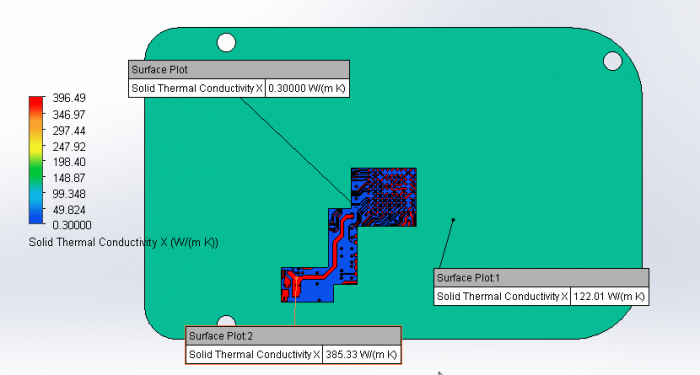 Surface Plot
Solid Thermal Conductivity X 0.30000 W/(m K)
396.49
346.97
297.44
247.92
198.40
148.87
99.348
49.824
0.30000
Solid Thermal Conductivity X (W/(m K))
Surface Plot:1
Solid Thermal Conductivity X 122.01 W/(m K)
Surface Plot:2
Solid Thermal Conductivity X 385.33 W/(m K)